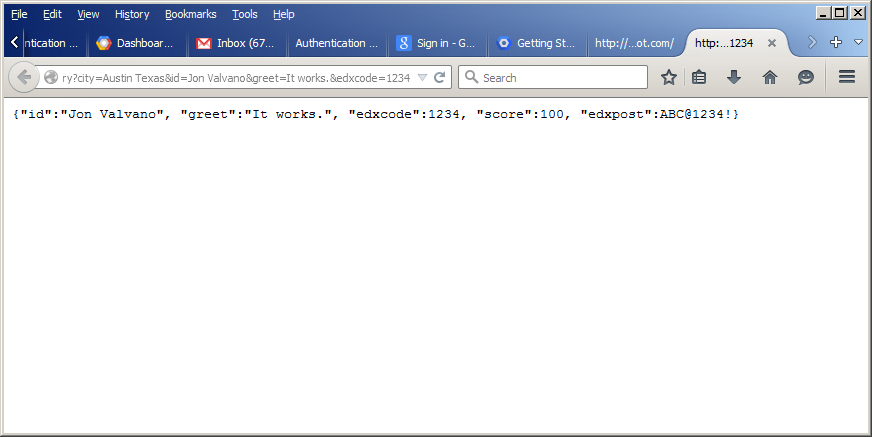 File Edit View History Bookmarks Tools Help
ntication ... Dashboar... Inbox (67... Authentication ... Sign in - G... Getting St... http://...ot.com/ http:...1234
ry?city=Austin Texas&id=Jon Valvano&greet=It works.&edxcode=1234 Search
{"id":"Jon Valvano", "greet":"It works.", "edxcode":1234, "score":100, "edxpost":ABC@1234!}